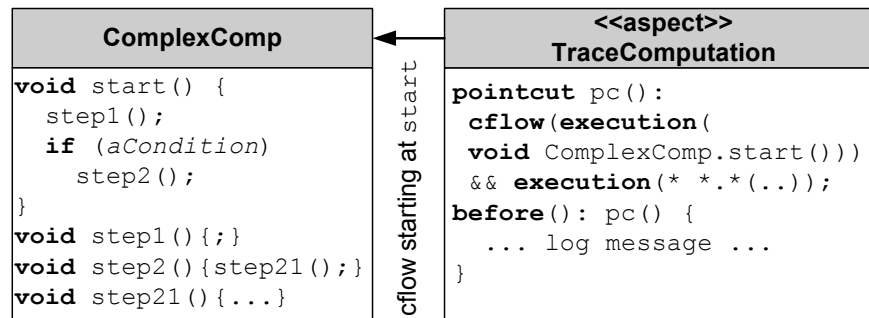 ComplexComp
void start() {
step1();
if (aCondition)
step2();
}
void step1(){;}
void step2(){step21();}
void step21(){...}
cflow starting at start
<<aspect>>
TraceComputation
pointcut pc():
cflow(execution(
void ComplexComp.start()))
&& execution(* *.*(..));
before(): pc() {
... log message ...
}